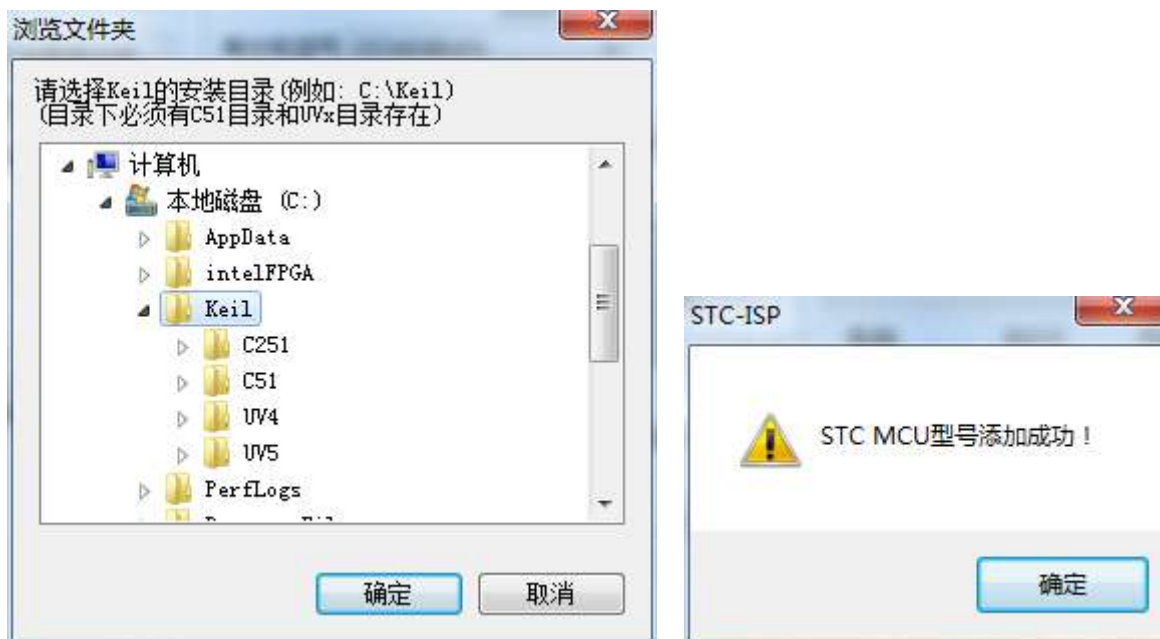 浏览文件夹
请选择Keil的安装目录(例如: C:\Keil)
(目录下必须有C51目录和UVx目录存在)
计算机
本地磁盘 (C:)
AppData
intelFPGA
Keil
C251
C51
UV4
UV5
PerfLogs
确定
取消
STC-ISP
STC MCU型号添加成功！
确定